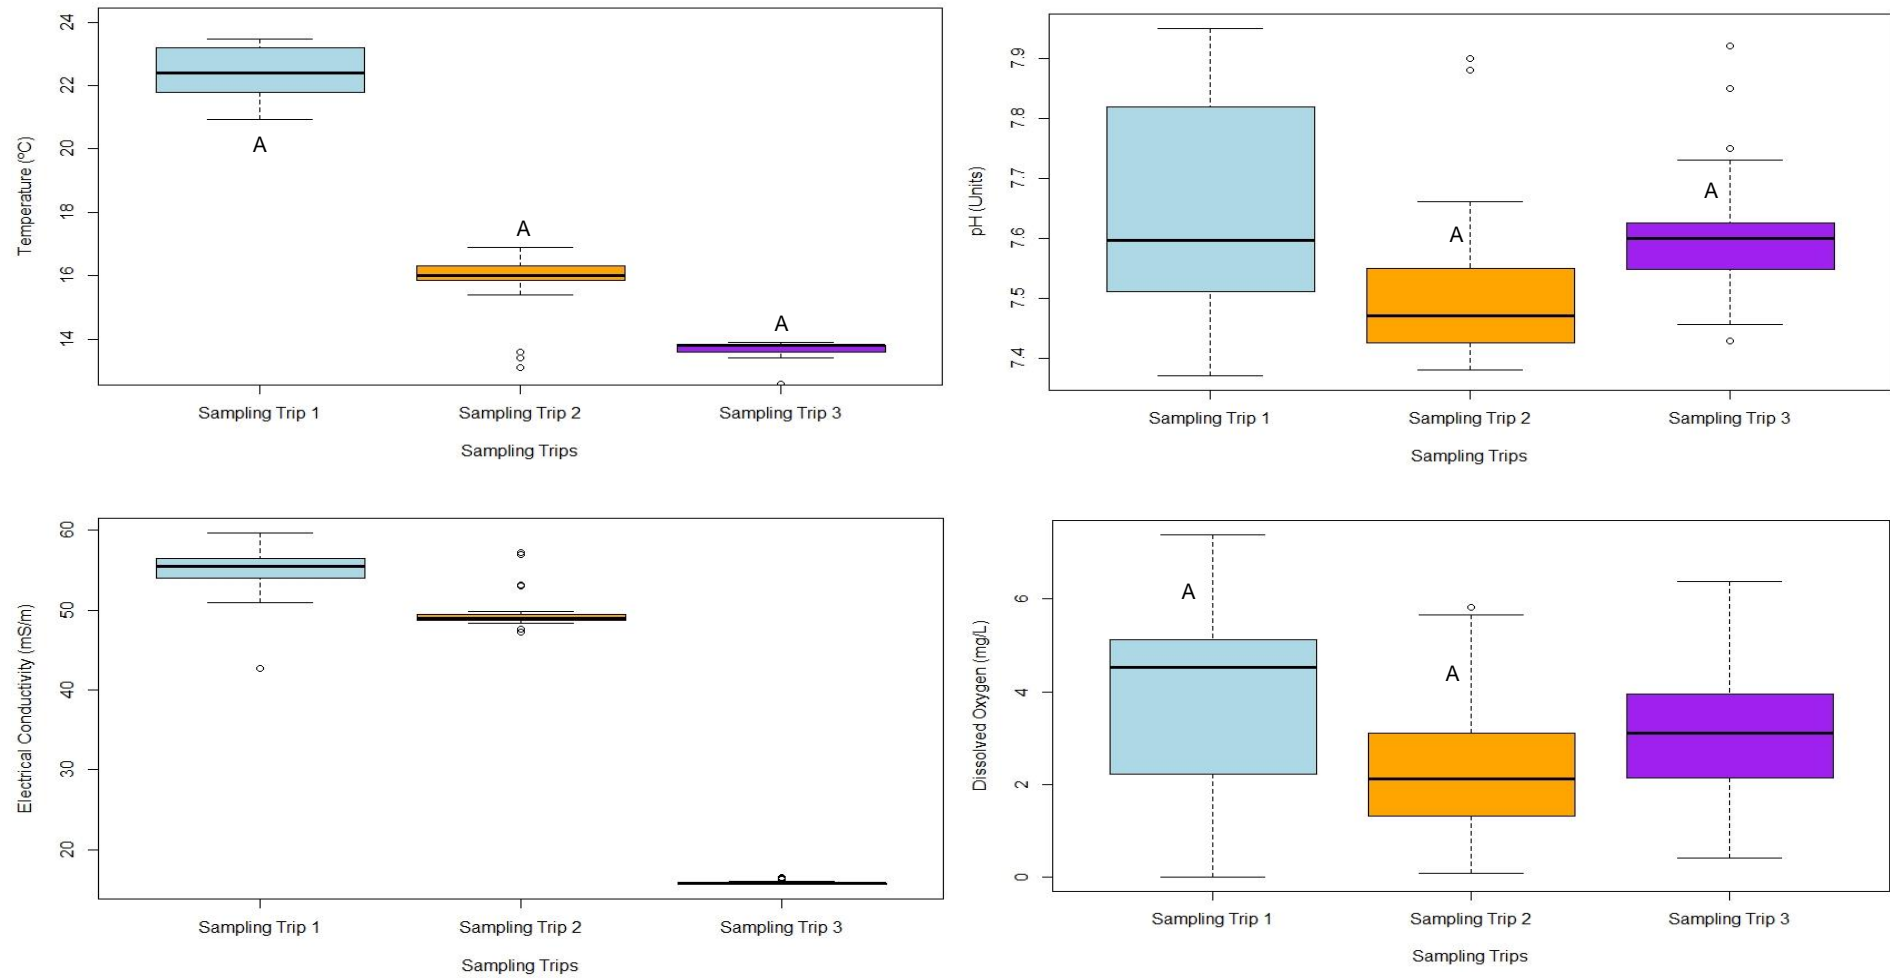 Temperature (ºC)
24
22
20
18
16
14
A
A
A
Sampling Trip 1
Sampling Trip 2
Sampling Trip 3
Sampling Trips
pH (Units)
7.9
7.8
7.7
7.6
7.5
7.4
A
A
Sampling Trip 1
Sampling Trip 2
Sampling Trip 3
Sampling Trips
Electrical Conductivity (mS/m)
60
50
40
30
20
Sampling Trip 1
Sampling Trip 2
Sampling Trip 3
Sampling Trips
Dissolved Oxygen (mg/L)
6
4
2
0
A
A
Sampling Trip 1
Sampling Trip 2
Sampling Trip 3
Sampling Trips